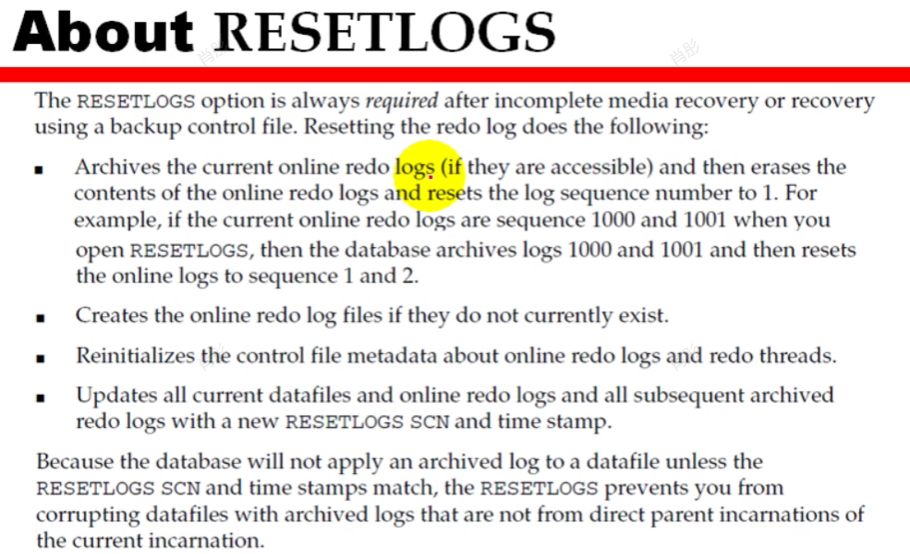 About RESETLOGS
The RESETLOGS option is always required after incomplete media recovery or recovery
using a backup control file. Resetting the redo log does the following:
■ Archives the current online redo logs (if they are accessible) and then erases the
contents of the online redo logs and resets the log sequence number to 1. For
example, if the current online redo logs are sequence 1000 and 1001 when you
open RESETLOGS, then the database archives logs 1000 and 1001 and then resets
the online logs to sequence 1 and 2.
■ Creates the online redo log files if they do not currently exist.
■ Reinitializes the control file metadata about online redo logs and redo threads.
■ Updates all current datafiles and online redo logs and all subsequent archived
redo logs with a new RESETLOGS SCN and time stamp.
Because the database will not apply an archived log to a datafile unless the
RESETLOGS SCN and time stamps match, the RESETLOGS prevents you from
corrupting datafiles with archived logs that are not from direct parent incarnations of
the current incarnation.